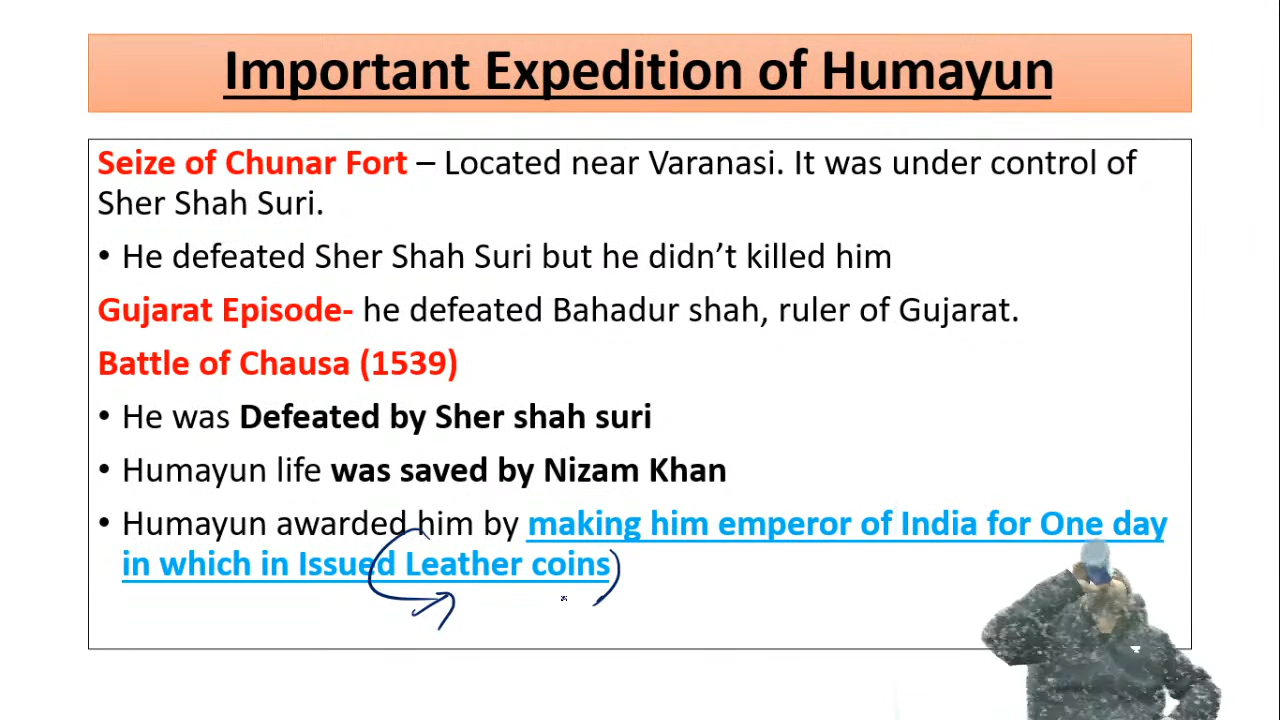 Important Expedition of Humayun
Seize of Chunar Fort – Located near Varanasi. It was under control of
Sher Shah Suri.
• He defeated Sher Shah Suri but he didn’t killed him
Gujarat Episode- he defeated Bahadur shah, ruler of Gujarat.
Battle of Chausa (1539)
• He was Defeated by Sher shah suri
• Humayun life was saved by Nizam Khan
• Humayun awarded him by making him emperor of India for One day
in which in Issued Leather coins